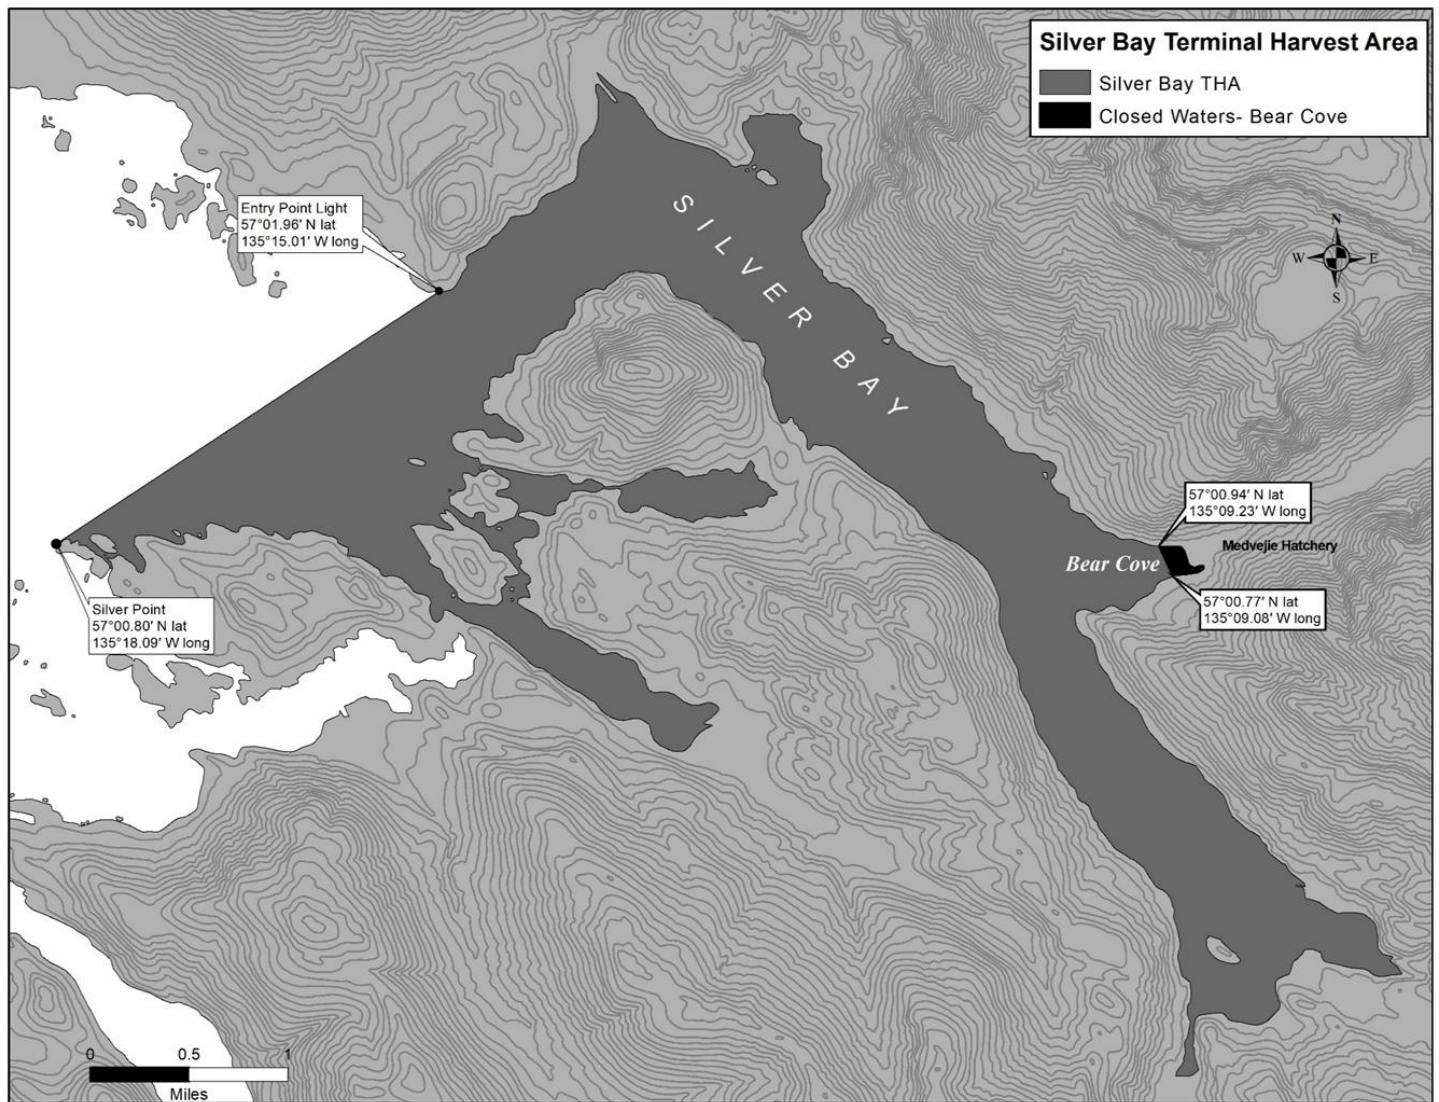 Silver Bay Terminal Harvest Area
Silver Bay THA
Closed Waters- Bear Cove
Entry Point Light
57°01.96' N lat
135°15.01' W long
SILVER BAY
N
W
E
S
57°00.94' N lat
135°09.23' W long
Medvejie Hatchery
Bear Cove
57°00.77' N lat
135°09.08' W long
Silver Point
57°00.80' N lat
135°18.09' W long
0 0.5 1
Miles